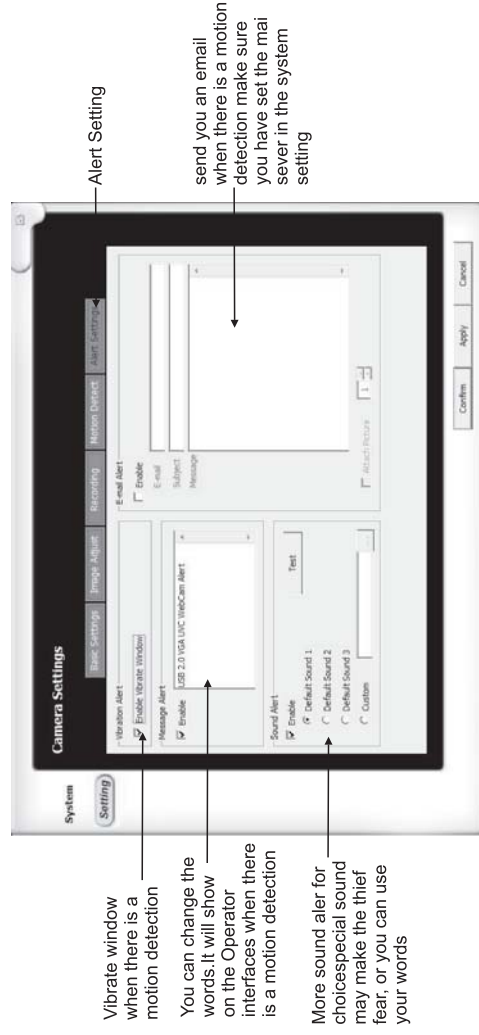 Alert Setting
send you an email
when there is a motion
detection make sure
you have set the mai
sever in the system
setting
System
Setting
Camera Settings
Basic Settings
Image Adjust
Recording
Motion Detect
Alert Settings
Vibration Alert
Enable Vibrate Window
Message Alert
Enable
USB 2.0 VGA UVC WebCam Alert
Sound Alert
Enable
Default Sound 1
Test
Default Sound 2
Default Sound 3
Custom
E-mail Alert
Enable
E-mail
Subject
Message
Attach Picture
1
Confirm
Apply
Cancel
Vibrate window
when there is a
motion detection
You can change the
words.It will show
on the Operator
interfaces when there
is a motion detection
More sound aler for
choicespecial sound
may make the thief
fear, or you can use
your words